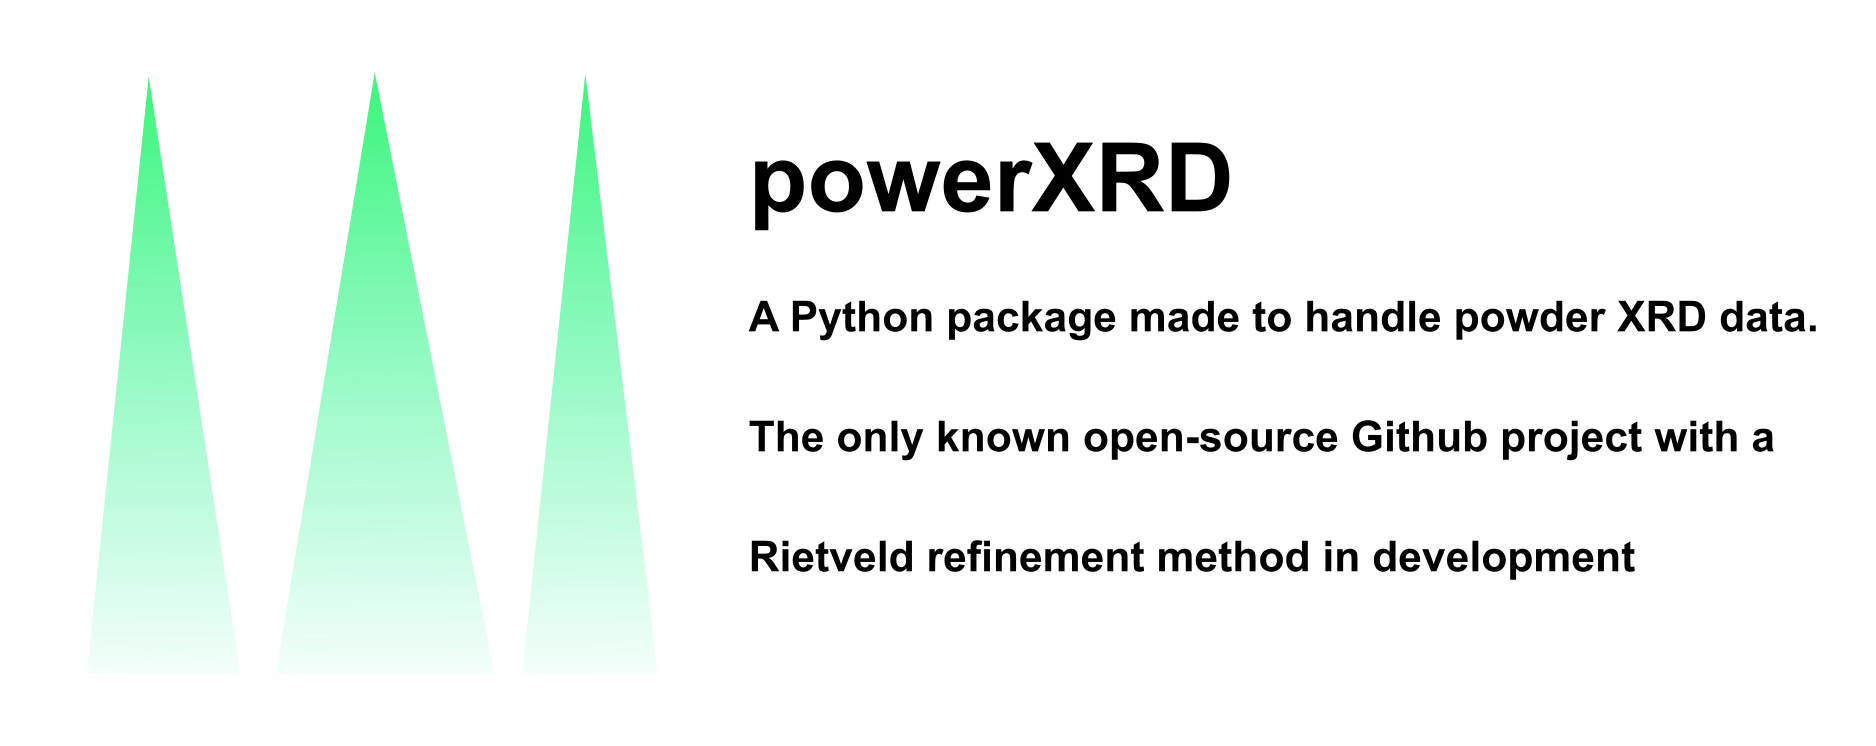 powerXRD
A Python package made to handle powder XRD data.
The only known open-source Github project with a
Rietveld refinement method in development